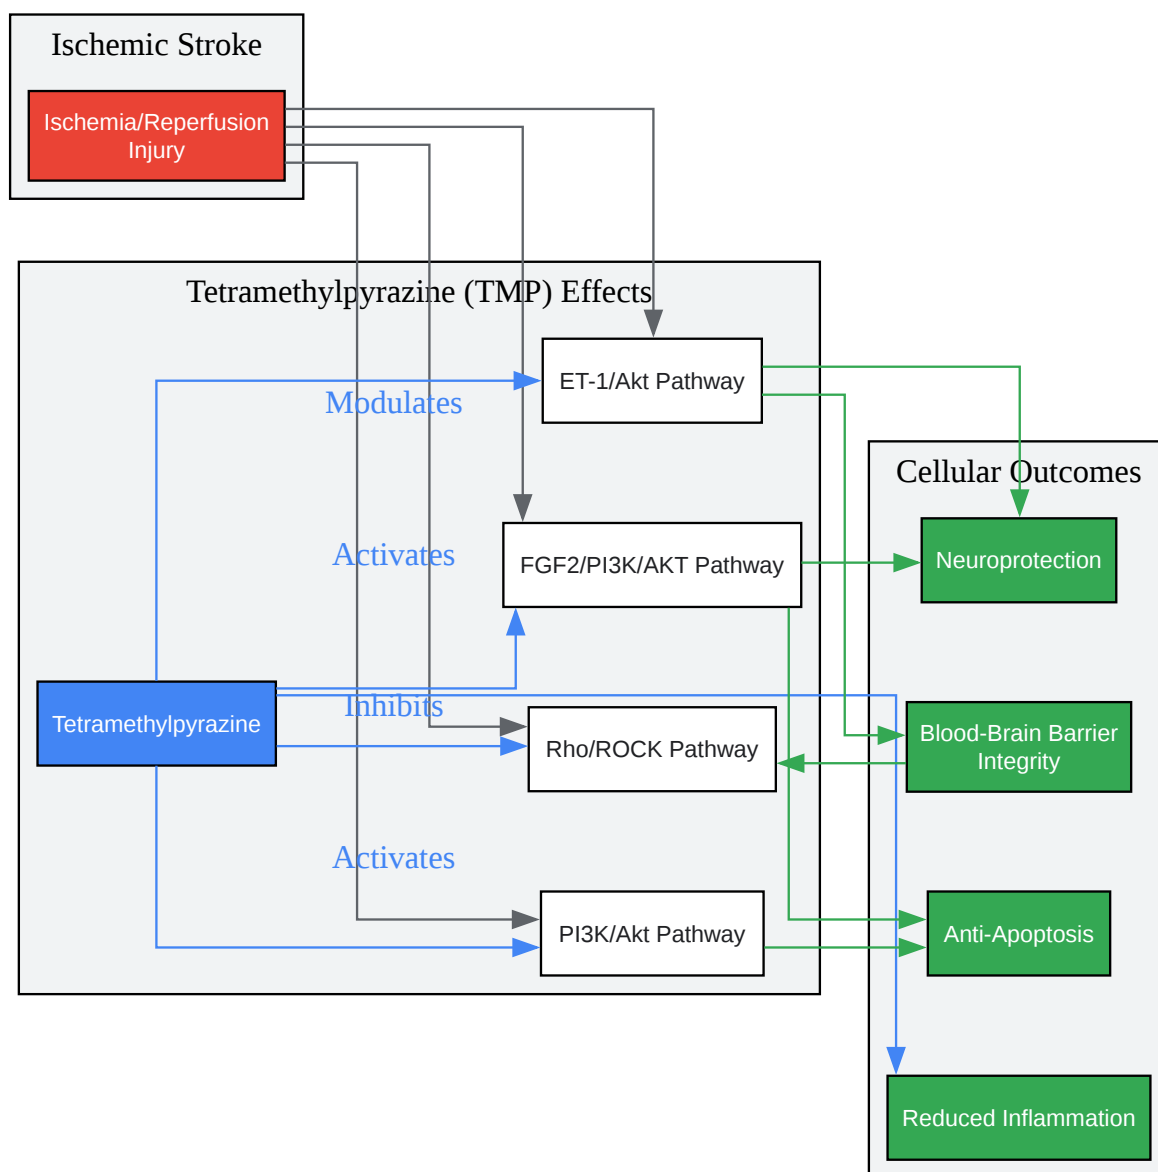 Ischemic Stroke
Ischemia/Reperfusion
Injury
Tetramethylpyrazine (TMP) Effects
ET-1/Akt Pathway
Modulates
Cellular Outcomes
Activates
FGF2/PI3K/AKT Pathway
Neuroprotection
Tetramethylpyrazine
Inhibits
Rho/ROCK Pathway
Blood-Brain Barrier
Integrity
Activates
PI3K/Akt Pathway
Anti-Apoptosis
Reduced Inflammation